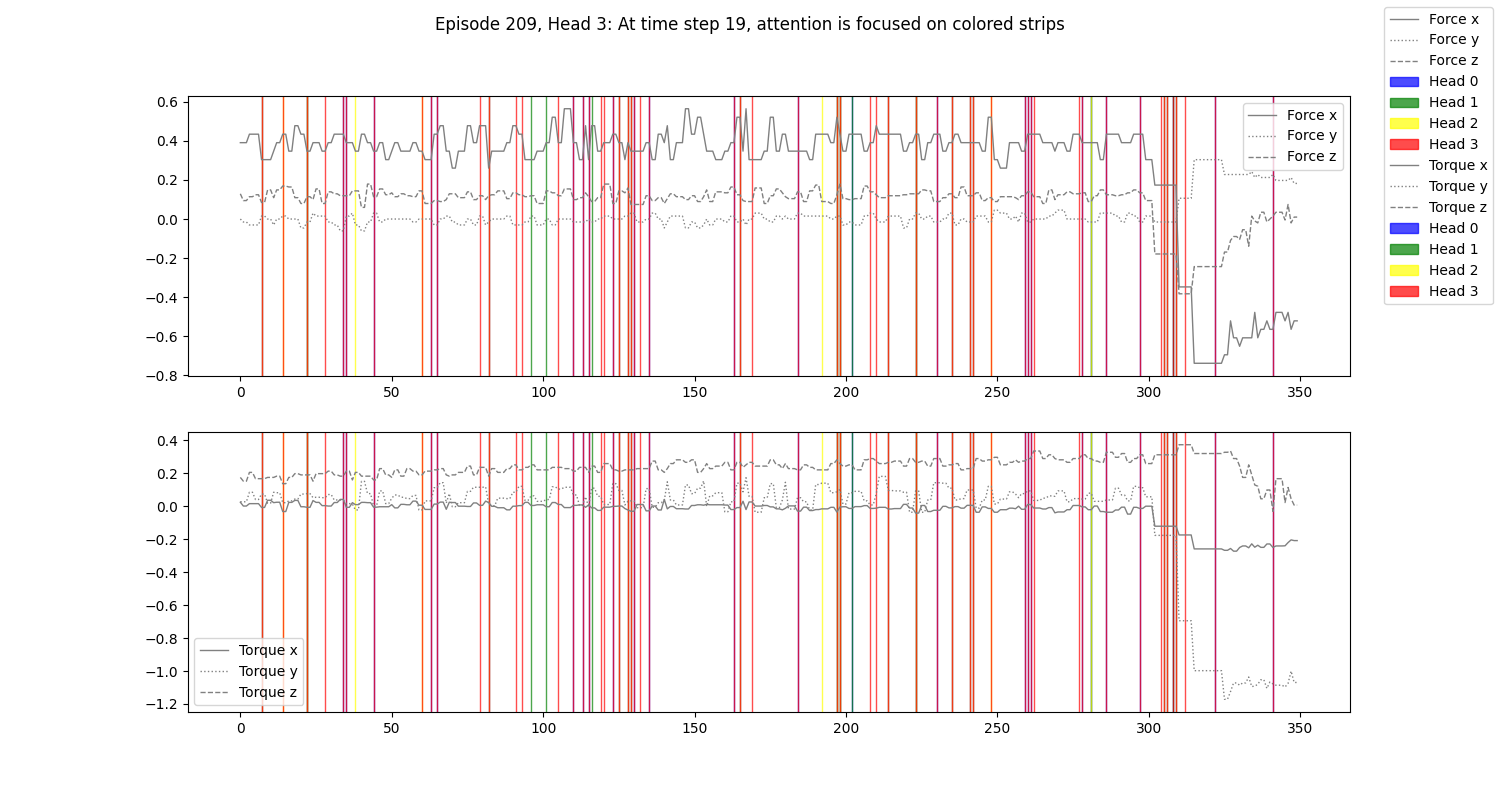 Episode 209, Head 3: At time step 19, attention is focused on colored strips
Force x
Force y
Force z
Head 0
Head 1
Head 2
Head 3
Torque x
Torque y
Torque z
Head 0
Head 1
Head 2
Head 3
0.6
0.4
0.2
0.0
−0.2
−0.4
−0.6
−0.8
Force x
Force y
Force z
0 50 100 150 200 250 300 350
0.4
0.2
0.0
−0.2
−0.4
−0.6
−0.8
−1.0
−1.2
Torque x
Torque y
Torque z
0 50 100 150 200 250 300 350